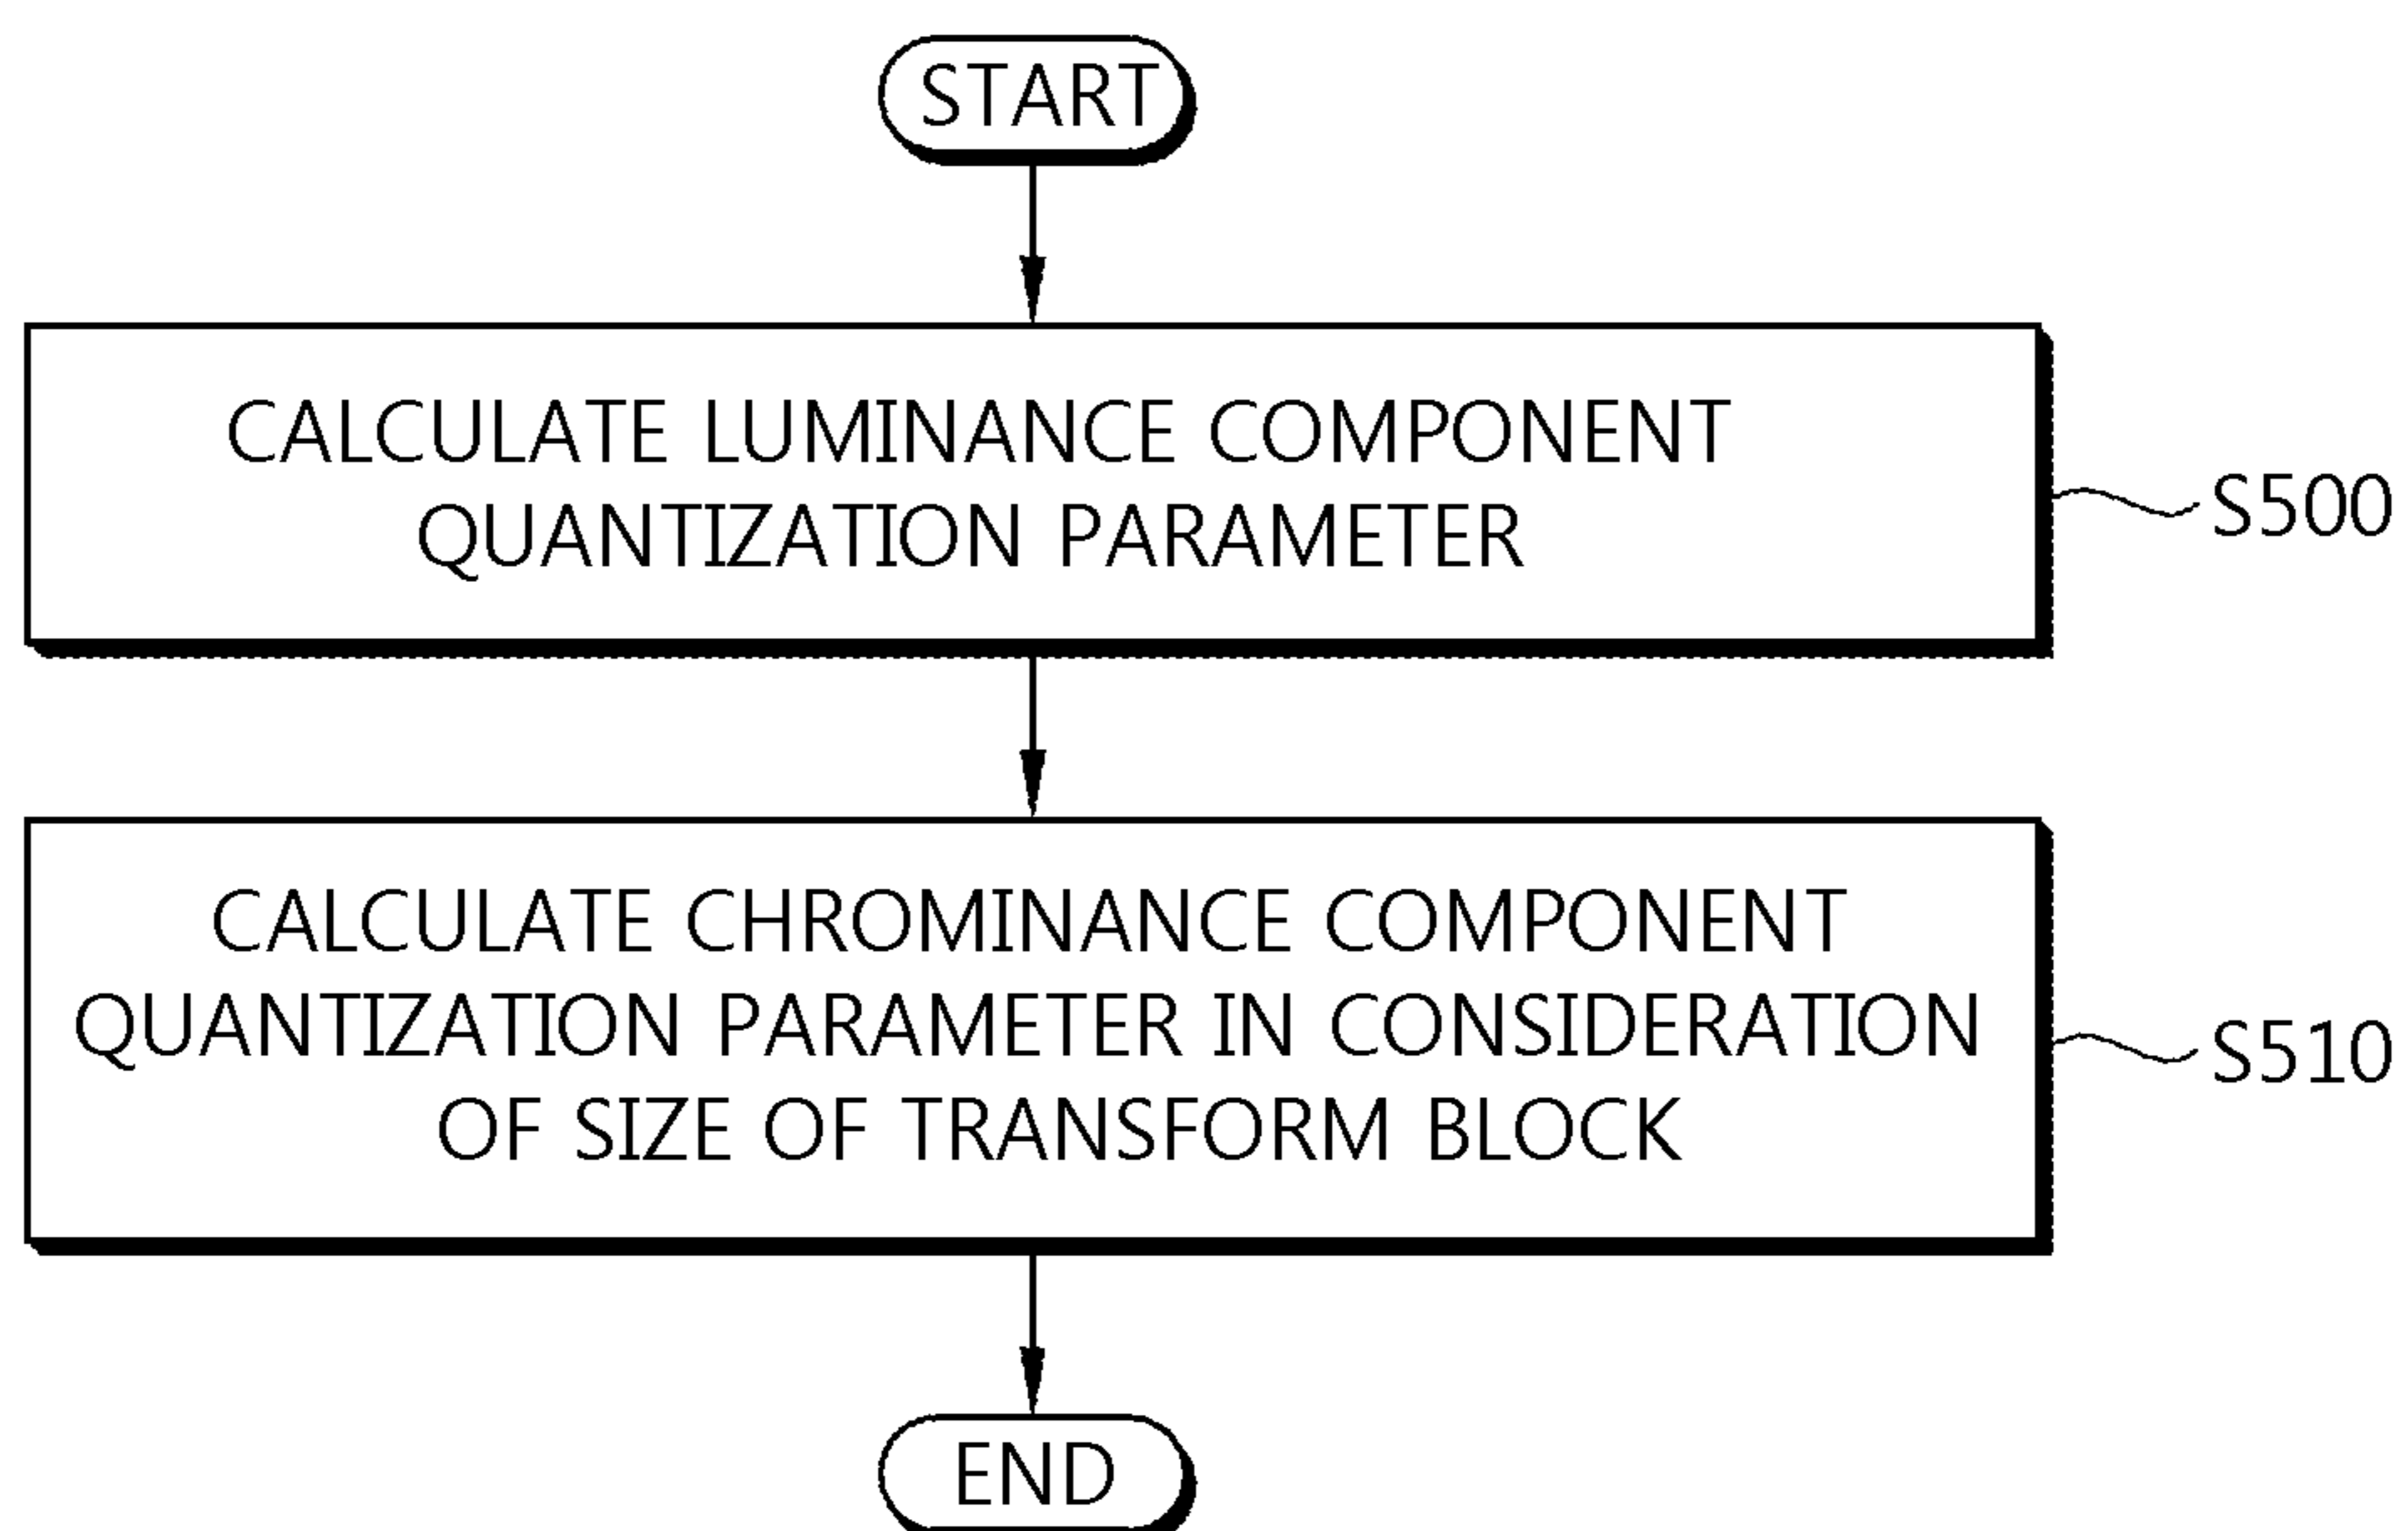 START
CALCULATE LUMINANCE COMPONENT
QUANTIZATION PARAMETER
S500
CALCULATE CHROMINANCE COMPONENT
QUANTIZATION PARAMETER IN CONSIDERATION
OF SIZE OF TRANSFORM BLOCK
S510
END